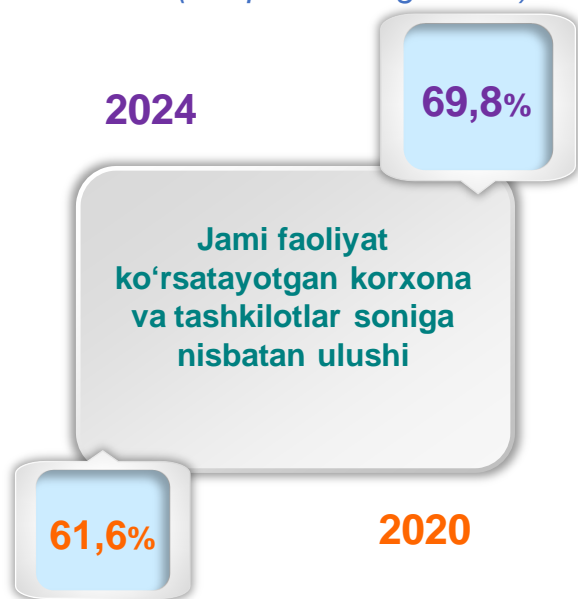 69,8%
2024
Jami faoliyat
ko‘rsatayotgan korxona
va tashkilotlar soniga
nisbatan ulushi
61,6%
2020